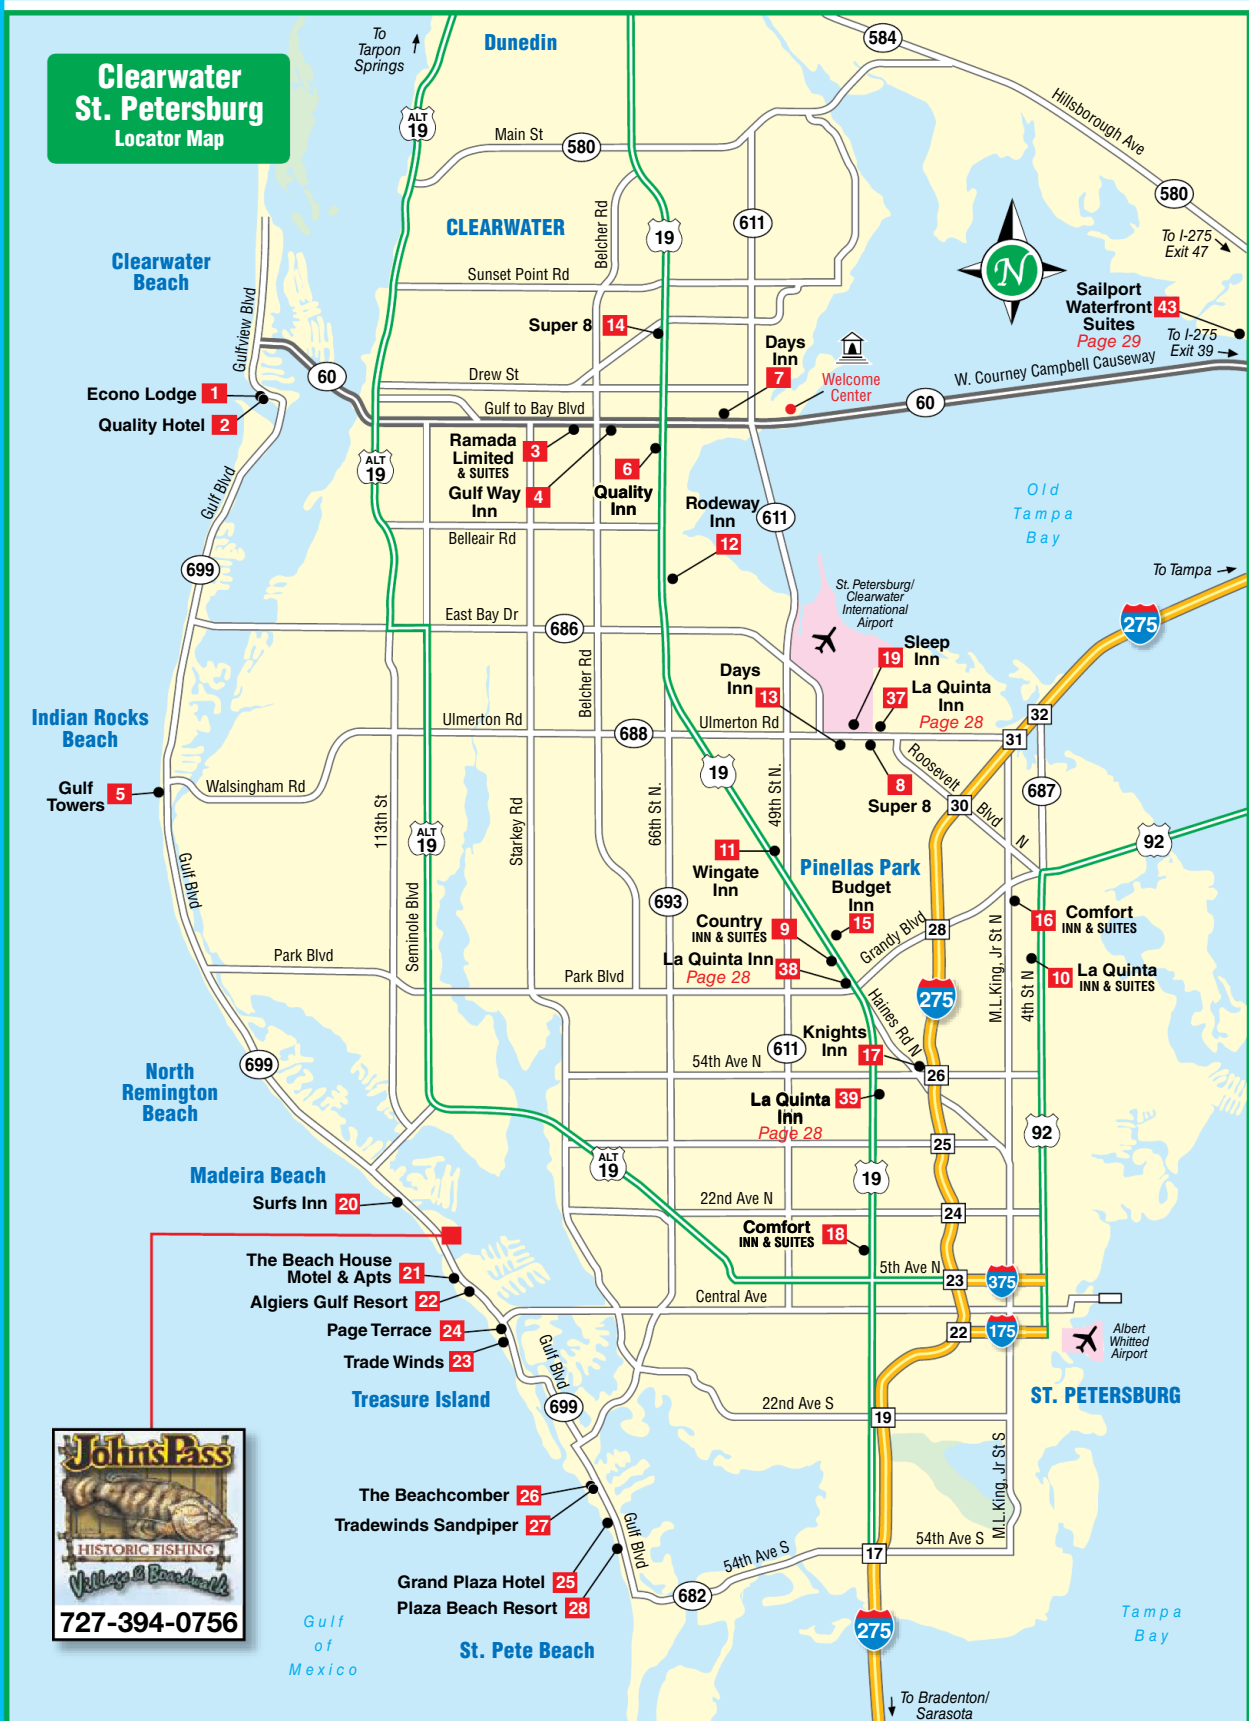 To
Tarpon
Springs
Dunedin
584
Clearwater
St. Petersburg
Locator Map
ALT
19
Main St
580
Hillsborough Ave
580
CLEARWATER
Belcher Rd
19
611
To I-275
Exit 47
N
Clearwater
Beach
Sunset Point Rd
Sailport
Waterfront
Suites
43
Page 29
Gulfview Blvd
Super 8 14
Days
Inn
7
To I-275
Exit 39
60
Drew St
Welcome
Center
W. Courney Campbell Causeway
60
Econo Lodge 1
Quality Hotel 2
Gulf to Bay Blvd
Ramada
Limited
& SUITES
3
ALT
19
Gulf Way
Inn
4
6
Quality
Inn
Gulf Blvd
Rodeway
Inn
12
611
Old
Tampa
Bay
Belleair Rd
699
To Tampa
St. Petersburg/
Clearwater
International
Airport
275
East Bay Dr
686
Sleep
Inn
19
Belcher Rd
Days
Inn
13
37
La Quinta
Inn
Page 28
Indian Rocks
Beach
Ulmerton Rd
688
Ulmerton Rd
32
31
Gulf
Towers
5
Walsingham Rd
19
Roosevelt Blvd N
8
Super 8
30
687
113th St
ALT
19
Starkey Rd
66th St N.
49th St N.
92
Gulf Blvd
11
Wingate
Inn
Pinellas Park
Budget
Inn
15
693
Seminole Blvd
Country
INN & SUITES
9
Grandy Blvd
28
16
Comfort
INN & SUITES
Park Blvd
Park Blvd
La Quinta Inn 38
Page 28
M.L.King, Jr St N
4th St N
10
La Quinta
INN & SUITES
275
Haines Rd N
Knights
Inn
17
699
611
54th Ave N
26
North
Remington
Beach
La Quinta
Inn
39
Page 28
92
25
Madeira Beach
ALT
19
19
Surfs Inn 20
22nd Ave N
24
Comfort
INN & SUITES
18
The Beach House
Motel & Apts
21
5th Ave N
23
375
Algiers Gulf Resort 22
Central Ave
Page Terrace 24
22
175
Albert
Whitted
Airport
Trade Winds 23
Gulf Blvd
Treasure Island
699
22nd Ave S
19
ST. PETERSBURG
John's Pass
HISTORIC FISHING
Village & Boardwalk
727-394-0756
The Beachcomber 26
Tradewinds Sandpiper 27
Gulf Blvd
M.L.King, Jr St S
54th Ave S
54th Ave S
17
Grand Plaza Hotel 25
682
Plaza Beach Resort 28
Gulf
of
Mexico
St. Pete Beach
275
Tampa
Bay
To Bradenton/
Sarasota